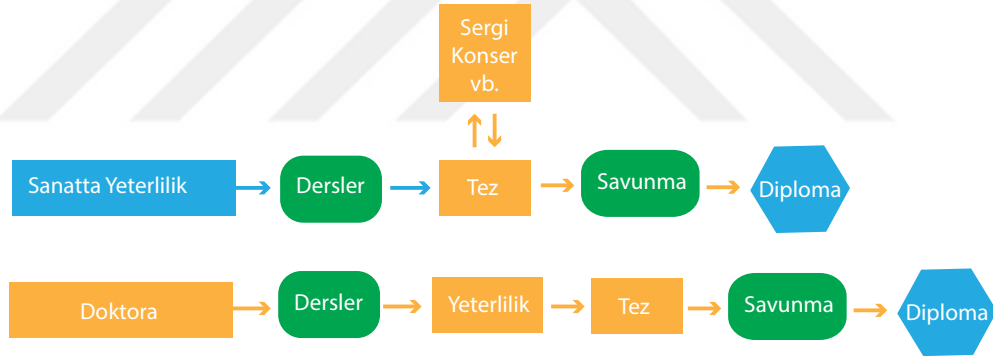 Sergi
Konser
vb.
Sanatta Yeterlilik
Dersler
Tez
Savunma
Diploma
Doktora
Dersler
Yeterlilik
Tez
Savunma
Diploma